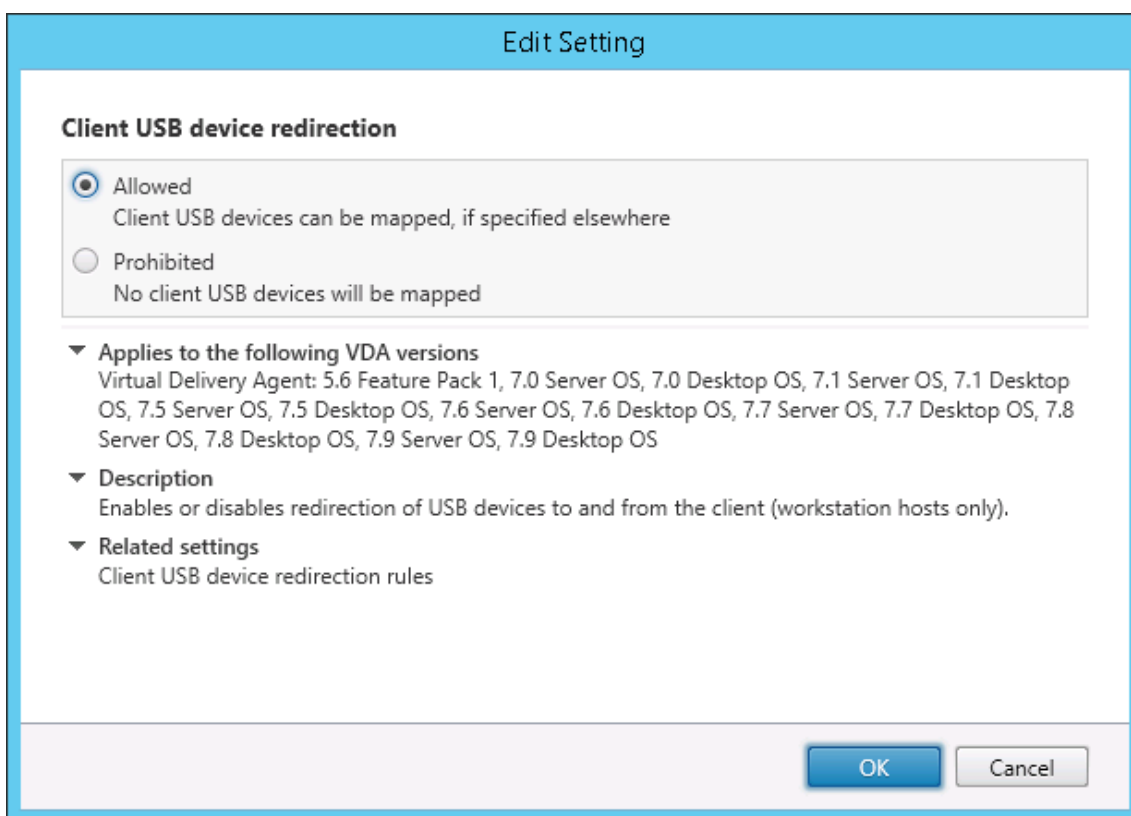 Edit Setting
Client USB device redirection
Allowed
Client USB devices can be mapped, if specified elsewhere
Prohibited
No client USB devices will be mapped
Applies to the following VDA versions
Virtual Delivery Agent: 5.6 Feature Pack 1, 7.0 Server OS, 7.0 Desktop OS, 7.1 Server OS, 7.1 Desktop
OS, 7.5 Server OS, 7.5 Desktop OS, 7.6 Server OS, 7.6 Desktop OS, 7.7 Server OS, 7.7 Desktop OS, 7.8
Server OS, 7.8 Desktop OS, 7.9 Server OS, 7.9 Desktop OS
Description
Enables or disables redirection of USB devices to and from the client (workstation hosts only).
Related settings
Client USB device redirection rules
OK
Cancel